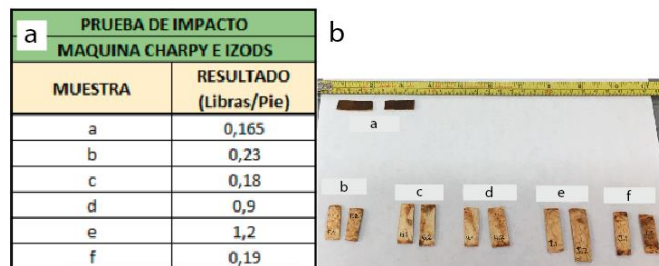 a
PRUEBA DE IMPACTO
MAQUINA CHARPY E IZODS
MUESTRA
RESULTADO
(Libras/Pie)
a 0,165
b 0,23
c 0,18
d 0,9
e 1,2
f 0,19
b
a
b
c
d
e
f